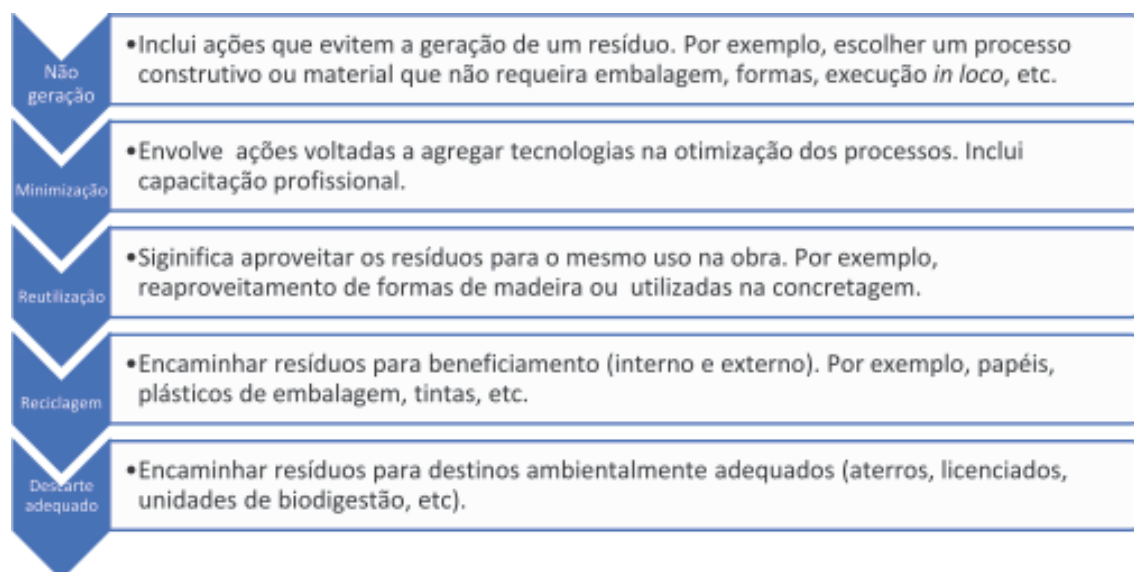 Não
geração
•Inclui ações que evitem a geração de um resíduo. Por exemplo, escolher um processo
construtivo ou material que não requeira embalagem, formas, execução in loco, etc.
Minimização
•Envolve ações voltadas a agregar tecnologias na otimização dos processos. Inclui
capacitação profissional.
Reutilização
•Siginifica aproveitar os resíduos para o mesmo uso na obra. Por exemplo,
reaproveitamento de formas de madeira ou utilizadas na concretagem.
Reciclagem
•Encaminhar resíduos para beneficiamento (interno e externo). Por exemplo, papéis,
plásticos de embalagem, tintas, etc.
Descarte
adequado
•Encaminhar resíduos para destinos ambientalmente adequados (aterros, licenciados,
unidades de biodigestão, etc).